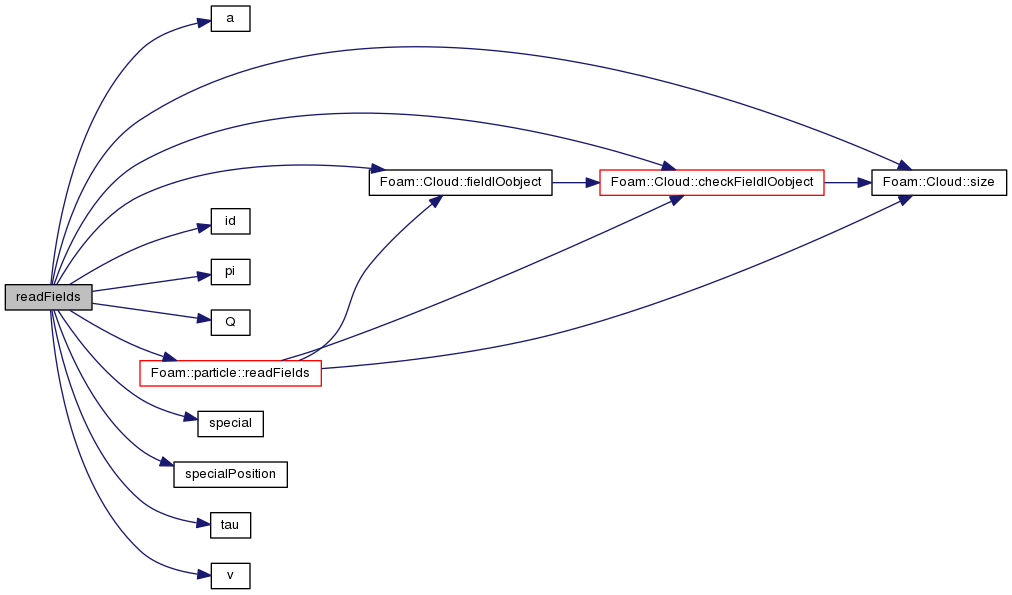 a
Foam::Cloud::fieldIOobject
Foam::Cloud::checkFieldIOobject
Foam::Cloud::size
id
pi
readFields
Q
Foam::particle::readFields
special
specialPosition
tau
v